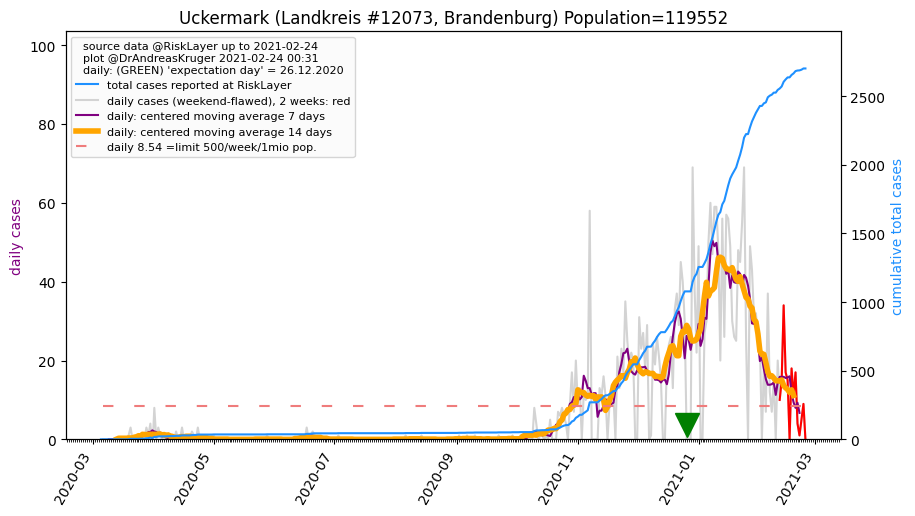 Uckermark (Landkreis #12073, Brandenburg) Population=119552
source data @RiskLayer up to 2021-02-24
plot @DrAndreasKruger 2021-02-24 00:31
daily: (GREEN) 'expectation day' = 26.12.2020
total cases reported at RiskLayer
daily cases (weekend-flawed), 2 weeks: red
daily: centered moving average 7 days
daily: centered moving average 14 days
daily 8.54 =limit 500/week/1mio pop.
daily cases
100
80
60
40
20
0
cumulative total cases
2500
2000
1500
1000
500
0
2020-03
2020-05
2020-07
2020-09
2020-11
2021-01
2021-03